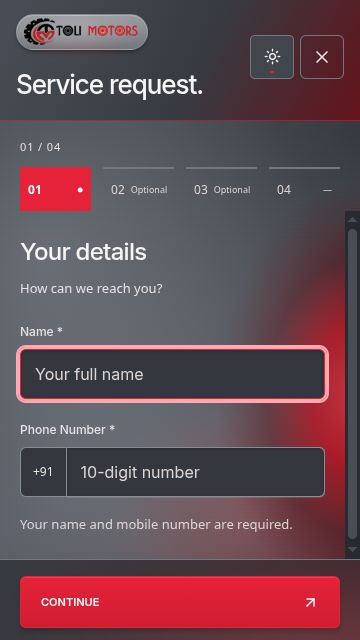 TOLI MOTORS
Service request.
01 / 04
01
02 Optional
03 Optional
04 —
Your details
How can we reach you?
Name *
Your full name
Phone Number *
+91 10-digit number
Your name and mobile number are required.
CONTINUE